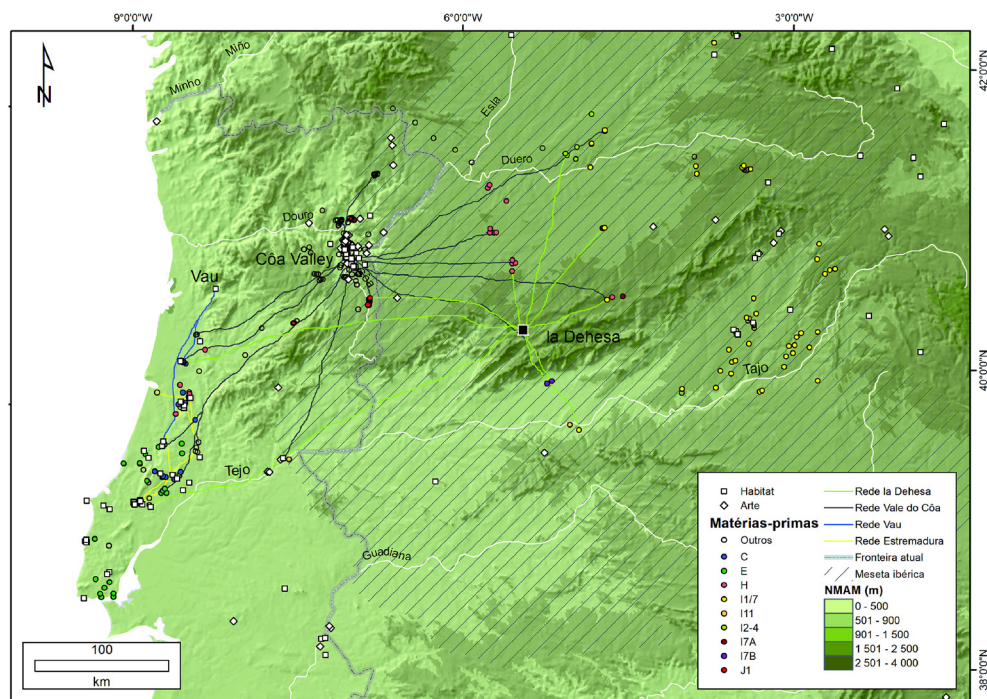 9°0'0"W
6°0'0"W
3°0'0"W
N
Miño
Minho
Esla
42°0'0"N
Duero
Douro
Côa Valley
Côa
Vau
la Dehesa
40°0'0"N
Tajo
Tejo
Guadiana
38°0'0"N
100
km
Habitat
Arte
Matérias-primas
Outros
C
E
H
I1/7
I11
I2-4
I7A
I7B
J1
Rede la Dehesa
Rede Vale do Côa
Rede Vau
Rede Estremadura
Fronteira atual
Meseta ibérica
NMAM (m)
0 - 500
501 - 900
901 - 1 500
1 501 - 2 500
2 501 - 4 000